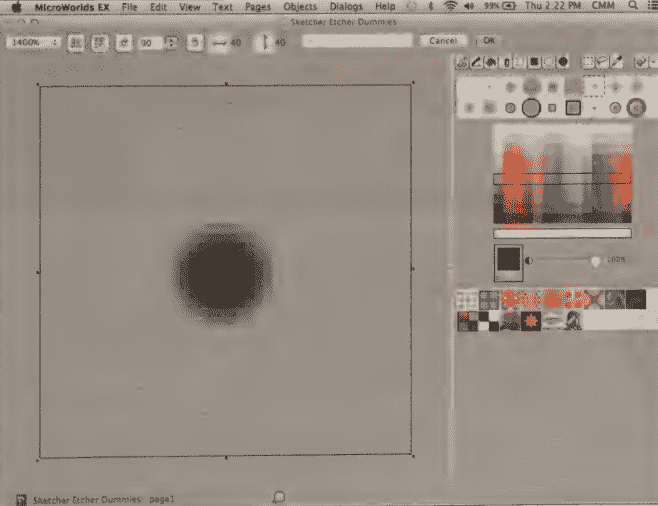 MicroWorlds EX File Edit View Text Pages Objects Dialogs Help 99% Thu 2:22 PM CMM
Sketcher Etcher Dummies
1400% 90 40 40 Cancel OK
100%
Sketcher Etcher Dummies: page1